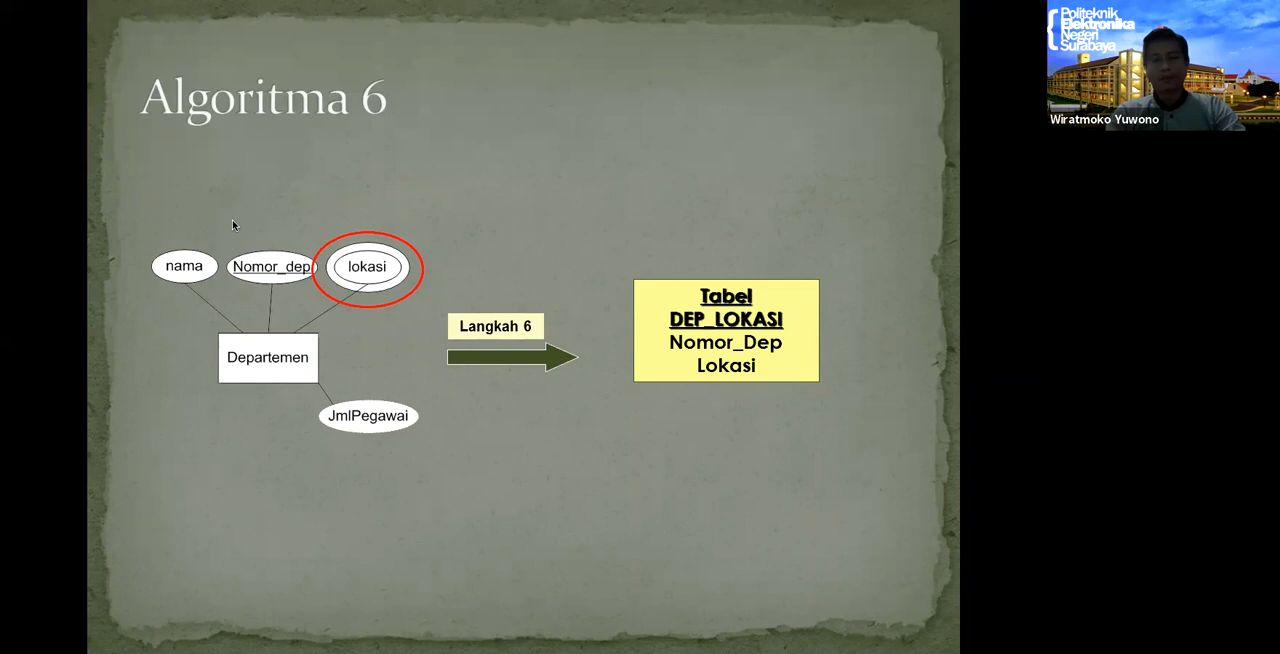 Algoritma 6
nama
Nomor_dep
lokasi
Departemen
JmlPegawai
Langkah 6
Tabel
DEP_LOKASI
Nomor_Dep
Lokasi
Politeknik
Elektronika
Negeri
Surabaya
Wiratmoko Yuwono